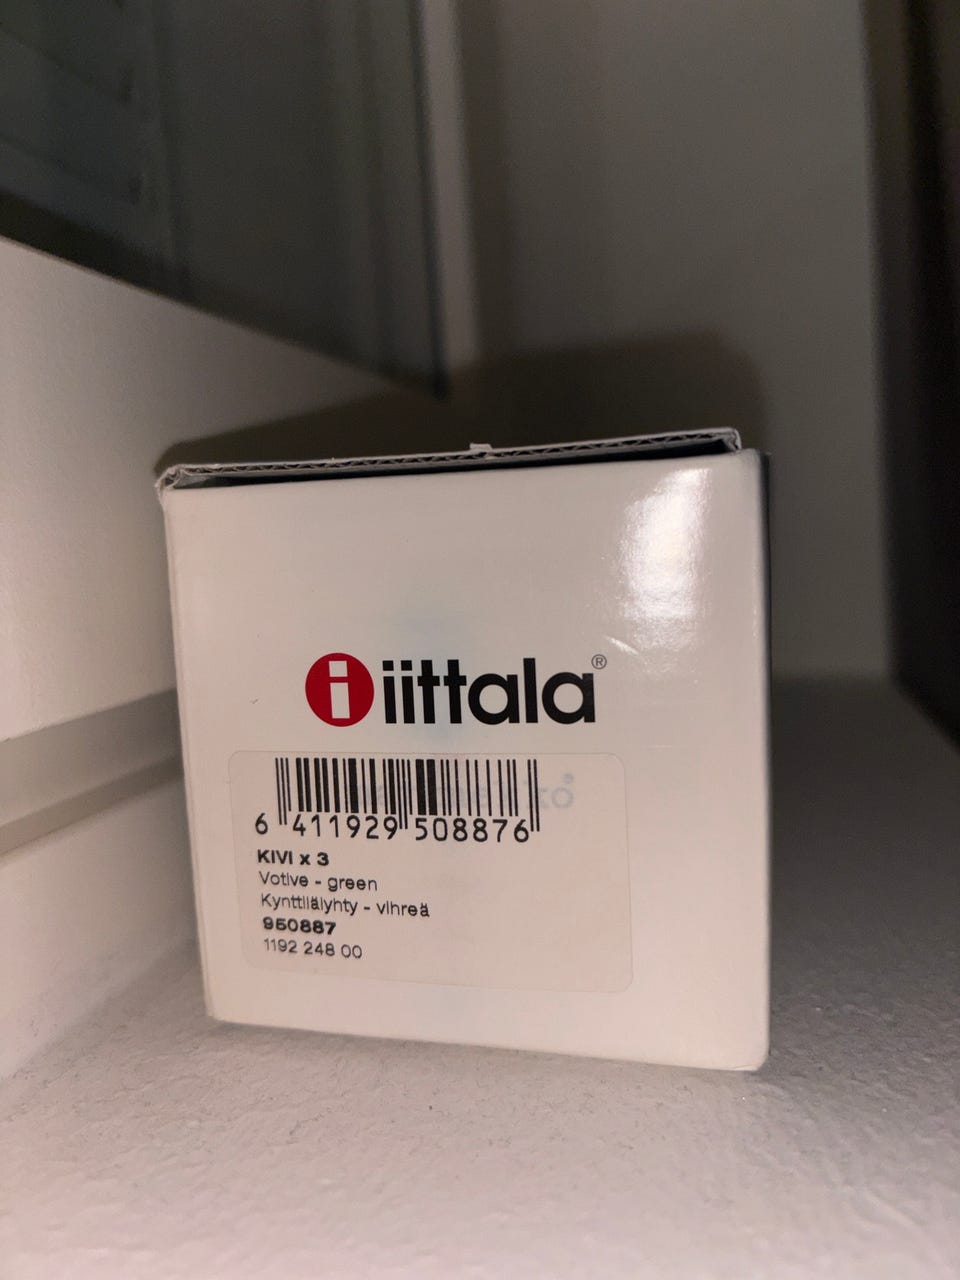 i iittala®
6 411929 508876
KIVI x 3
Votive - green
Kynttilälyhty - vihreä
950887
1192 248 00